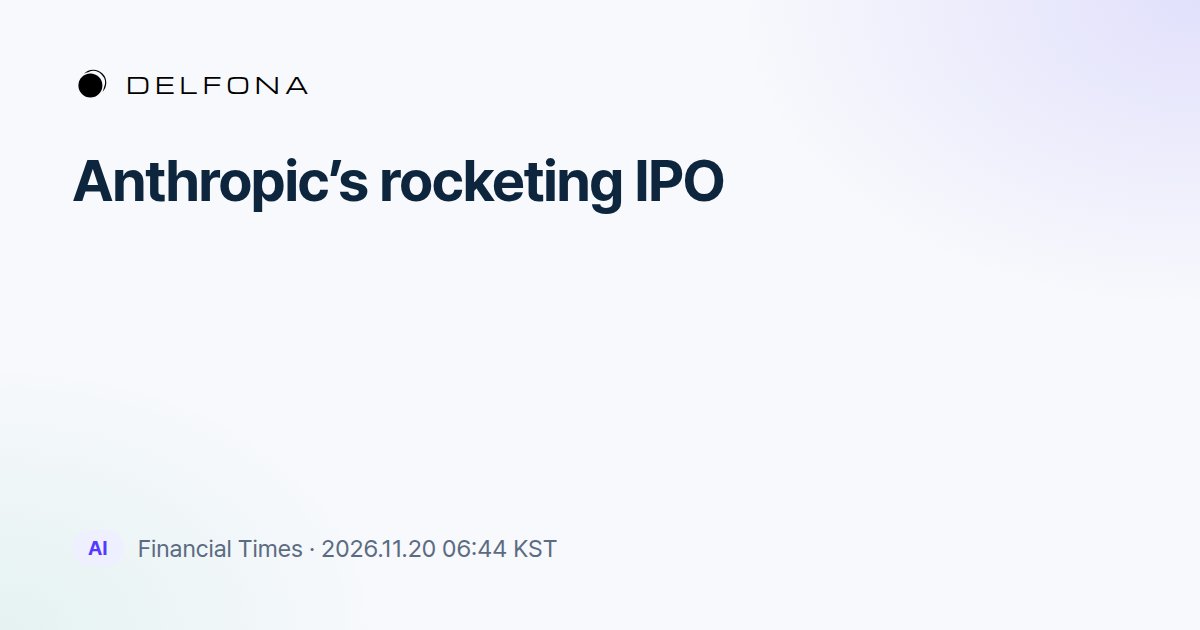 DELFONA
Anthropic’s rocketing IPO
AI Financial Times · 2026.11.20 06:44 KST